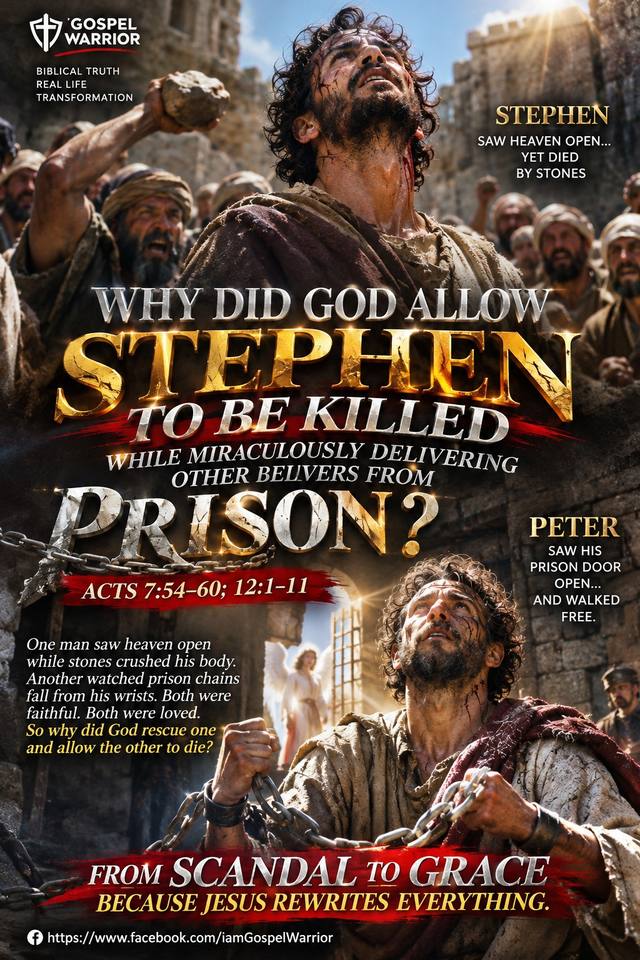 GOSPEL
WARRIOR
BIBLICAL TRUTH
REAL LIFE
TRANSFORMATION
STEPHEN
SAW HEAVEN OPEN...
YET DIED
BY STONES
WHY DID GOD ALLOW
STEPHEN
TO BE KILLED
WHILE MIRACULOUSLY DELIVERING
OTHER BELIVERS FROM
PRISON?
ACTS 7:54–60; 12:1–11
PETER
SAW HIS
PRISON DOOR
OPEN...
AND WALKED
FREE.
One man saw heaven open
while stones crushed his body.
Another watched prison chains
fall from his wrists. Both were
faithful. Both were loved.
So why did God rescue one
and allow the other to die?
FROM SCANDAL TO GRACE
BECAUSE JESUS REWRITES EVERYTHING.
https://www.facebook.com/iamGospelWarrior